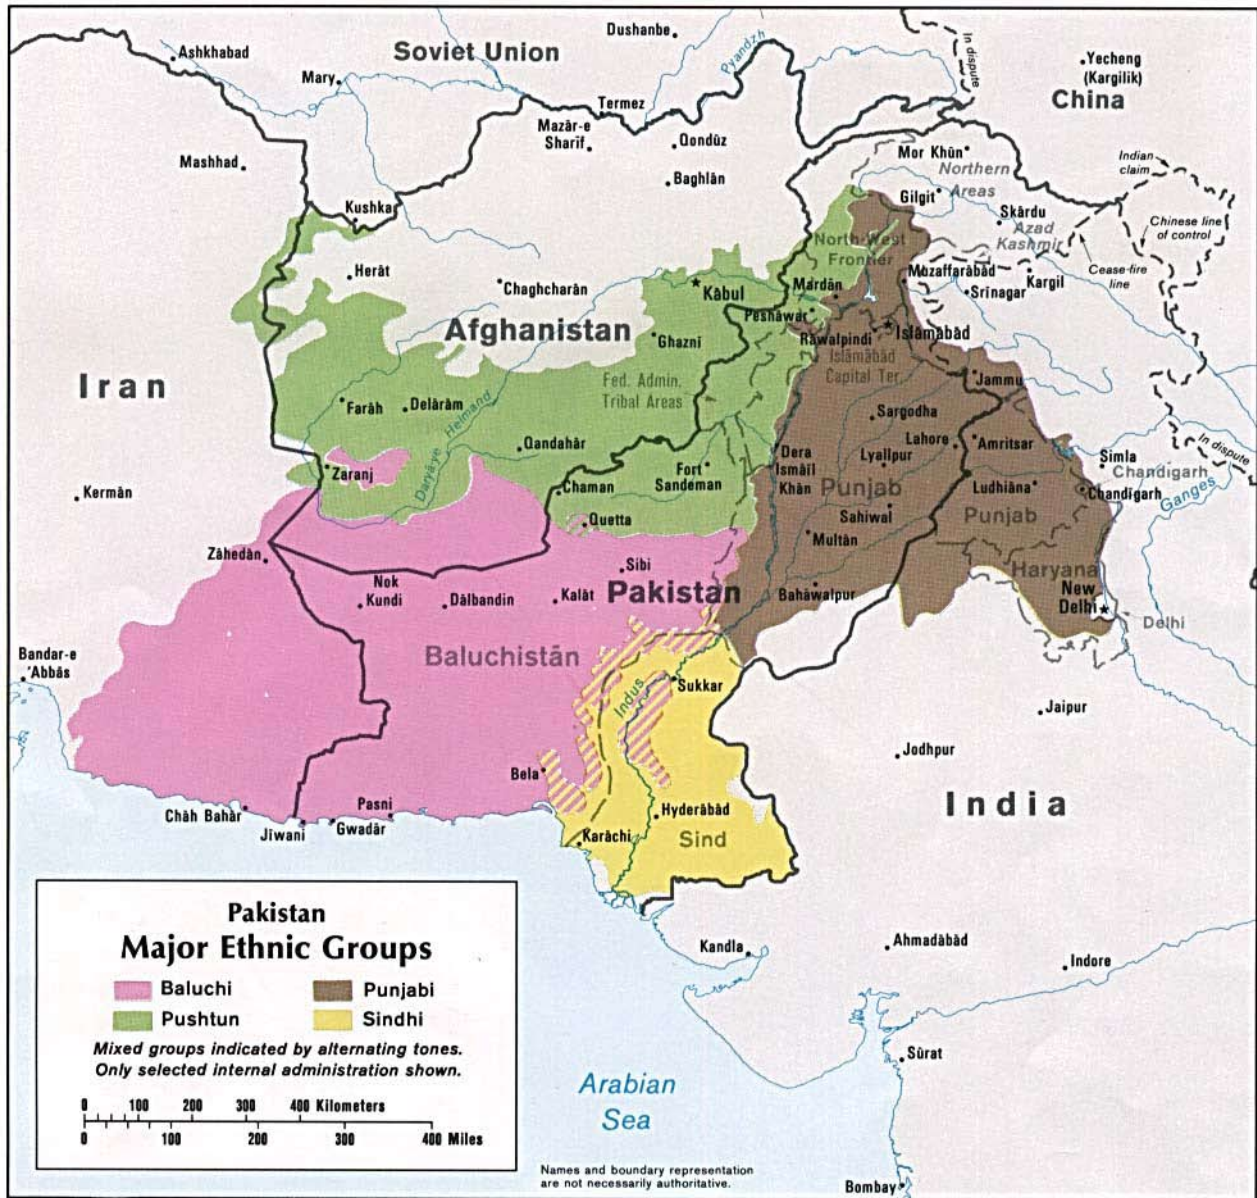 Ashkhabad
Soviet Union
Dushanbe
Pyandzh
In dispute
Yecheng
(Kargilik)
China
Mary
Termez
Mazār-e
Sharīf
Qondūz
Mashhad
Baghlān
Mor Khūn
Northern
Areas
Indian
claim
Kushka
Gilgit
Skārdu
Azad
Kashmir
Chinese line
of control
North-West
Frontier
Herāt
Chaghcharān
Kābul
Mardān
Muzaffarābād
Kargil
Cease-fire
line
Srīnagar
Peshāwar
Afghanistan
Ghazni
Rāwalpindi
Islāmābād
Islāmābād
Capital Ter.
Iran
Fed. Admin.
Tribal Areas
Jammu
Farāh
Delārām
Helmand
Daryā-ye
Sargodha
Lahore
Amritsar
Qandahār
Lyallpur
Simla
In dispute
Chandigarh
Zaranj
Fort
Sandeman
Dera
Ismāīl
Khān
Punjab
Ludhiāna
Chandīgarh
Ganges
Kermān
Chaman
Sahiwal
Punjab
Quetta
Multān
Zāhedān
Sibi
Haryana
Nok
Kundi
Dālbandin
Kalāt
Pakistan
Bahāwalpur
New
Delhi
Delhi
Baluchistān
Bandar-e
'Abbās
Indus
Sukkar
Jaipur
Jodhpur
Bela
India
Chāh Bahār
Pasni
Jīwani
Gwadār
Hyderābād
Karāchi
Sind
Pakistan
Major Ethnic Groups
Baluchi
Punjabi
Pushtun
Sindhi
Mixed groups indicated by alternating tones.
Only selected internal administration shown.
0 100 200 300 400 Kilometers
0 100 200 300 400 Miles
Kandla
Ahmadābād
Indore
Sūrat
Arabian
Sea
Names and boundary representation
are not necessarily authoritative.
Bombay